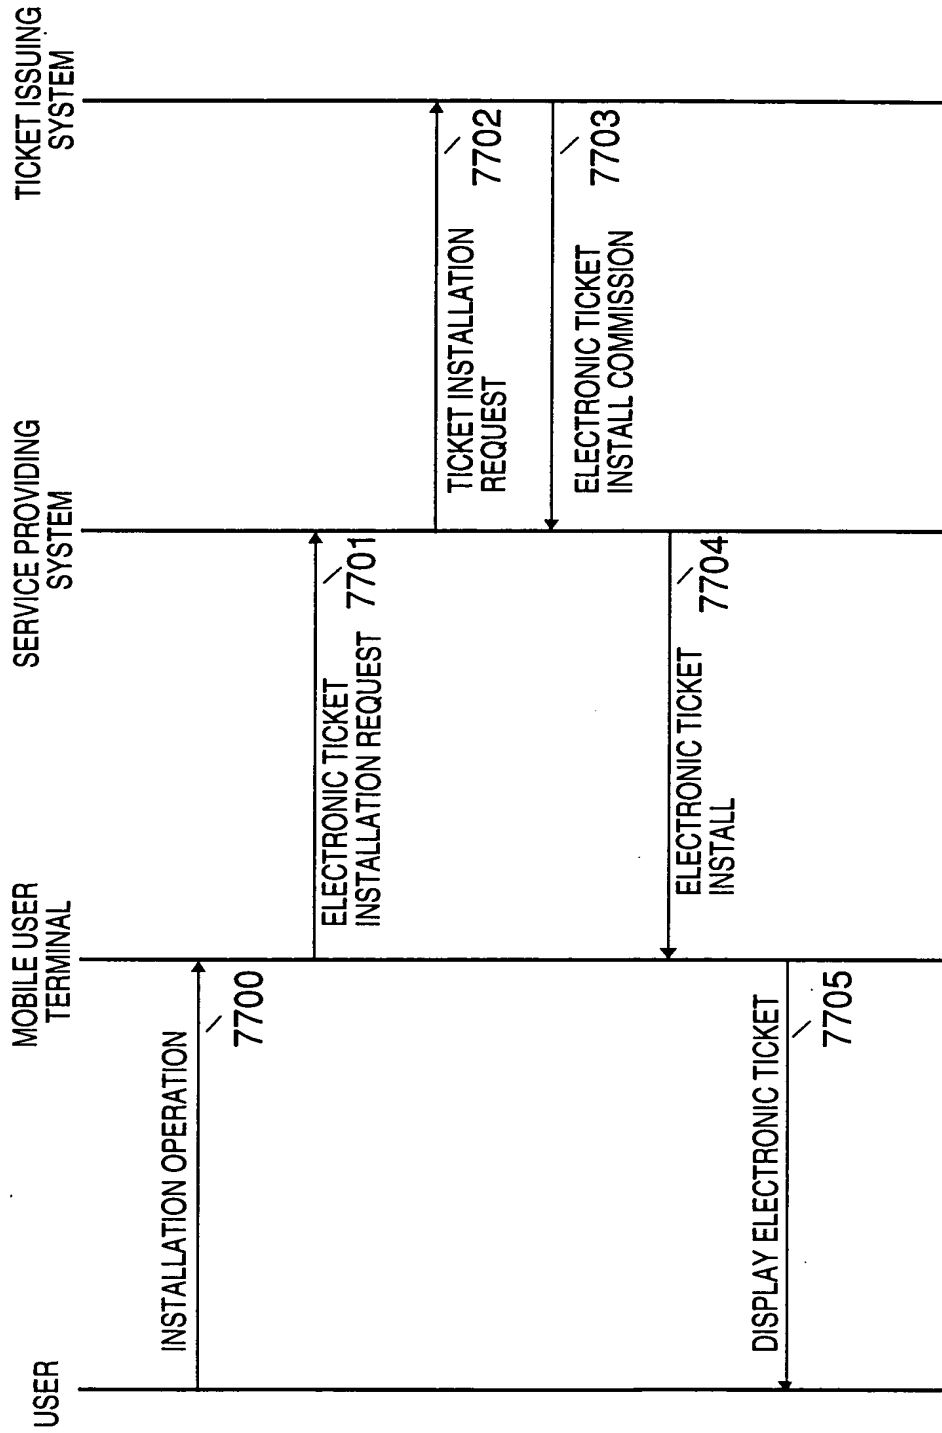 USER
MOBILE USER
TERMINAL
SERVICE PROVIDING
SYSTEM
TICKET ISSUING
SYSTEM
INSTALLATION OPERATION
7700
ELECTRONIC TICKET
INSTALLATION REQUEST
7701
TICKET INSTALLATION
REQUEST
7702
ELECTRONIC TICKET
INSTALL COMMISSION
7703
ELECTRONIC TICKET
INSTALL
7704
DISPLAY ELECTRONIC TICKET
7705